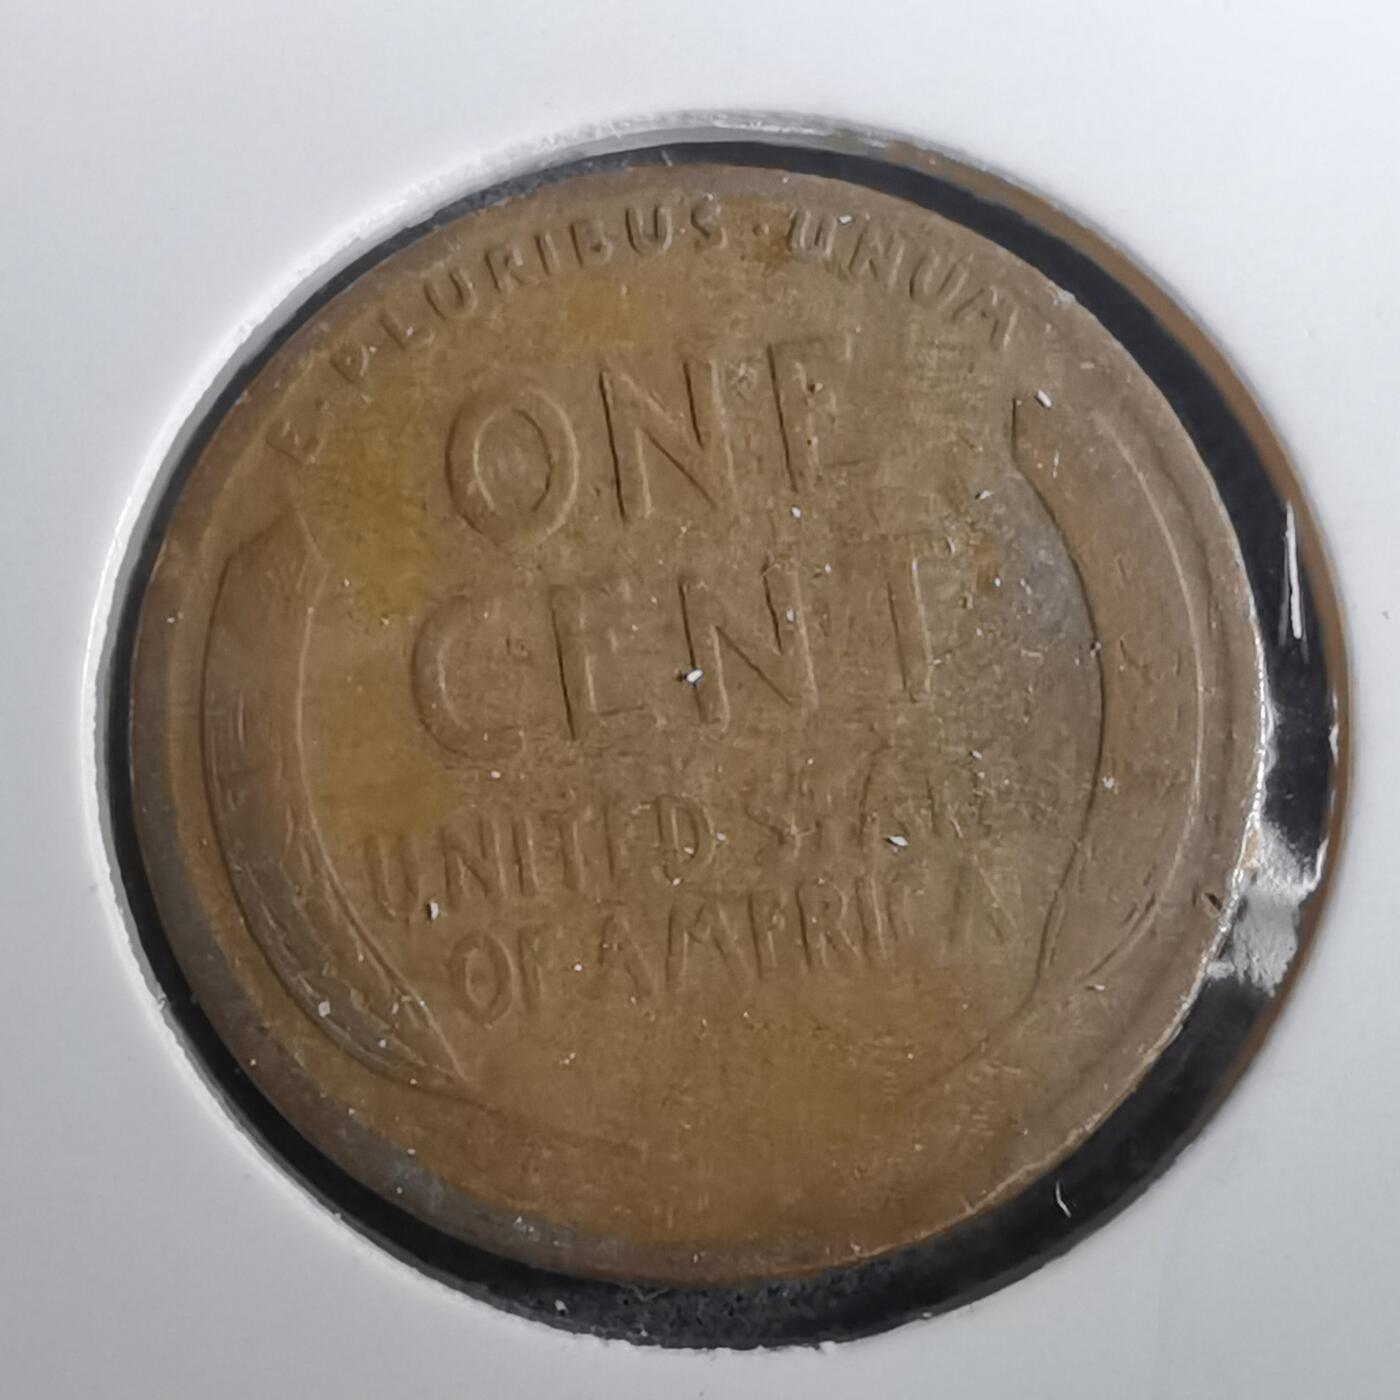 E · PLURIBUS · UNUM
ONE
CENT
UNITED STATES
OF AMERICA